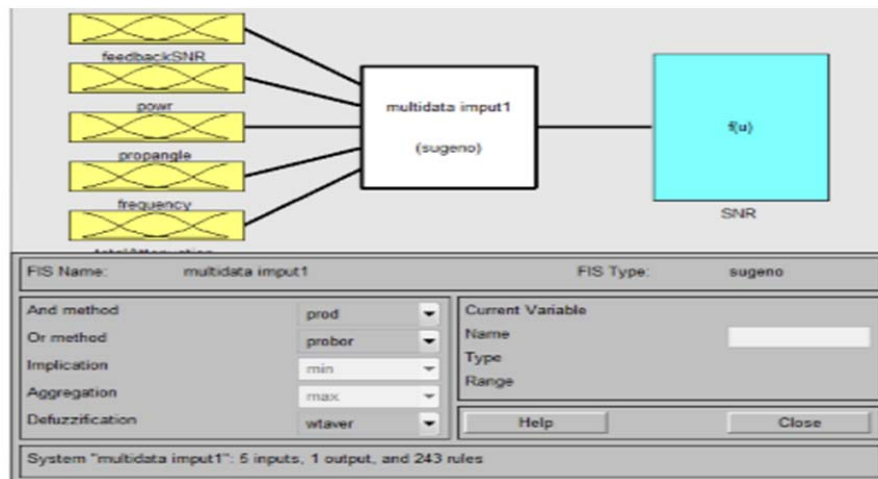 feedbackSNR
powr
propangle
frequency
multidata imput1
(sugeno)
f(u)
SNR
FIS Name: multidata imput1 FIS Type: sugeno
And method prod
Or method probor
Implication min
Aggregation max
Defuzzification wtaver
Current Variable
Name
Type
Range
Help Close
System "multidata imput1": 5 inputs, 1 output, and 243 rules